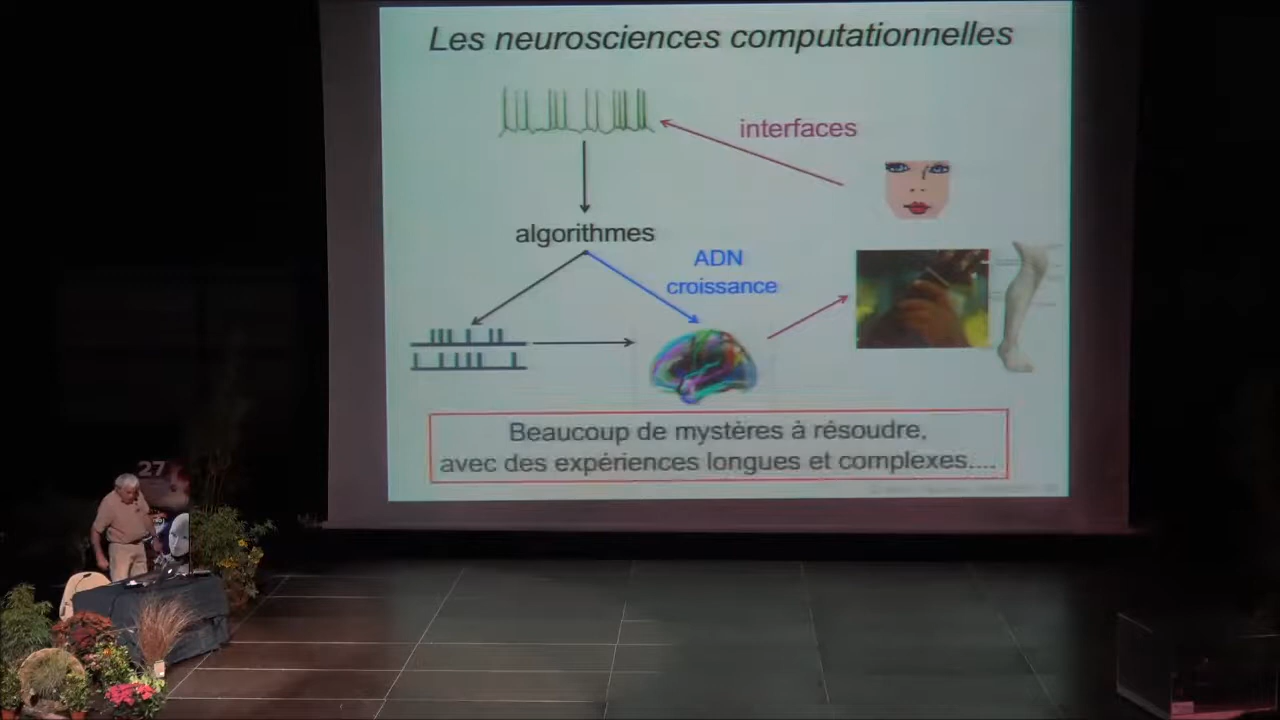 Les neurosciences computationnelles
interfaces
algorithmes
ADN
croissance
Beaucoup de mystères à résoudre,
avec des expériences longues et complexes....
27